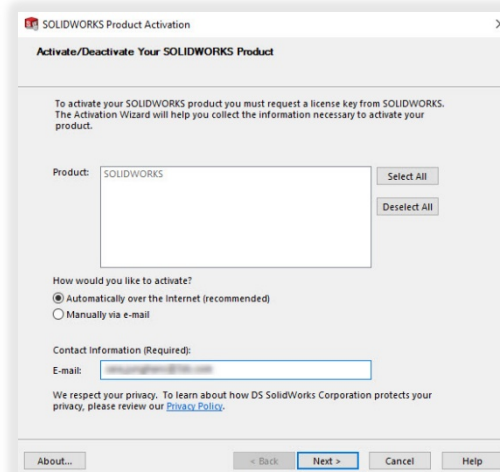 SOLIDWORKS Product Activation
Activate/Deactivate Your SOLIDWORKS Product
To activate your SOLIDWORKS product you must request a license key from SOLIDWORKS.
The Activation Wizard will help you collect the information necessary to activate your
product.
Product:
SOLIDWORKS
Select All
Deselect All
How would you like to activate?
Automatically over the Internet (recommended)
Manually via e-mail
Contact Information (Required):
E-mail:
We respect your privacy. To learn about how DS SolidWorks Corporation protects your
privacy, please review our Privacy Policy.
About... < Back Next > Cancel Help